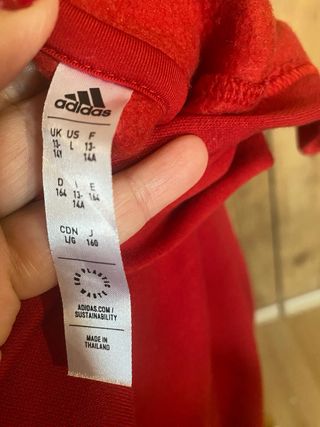 adidas
UK US F
13- L 13-
14Y 14A
D I E
164 13- 164
14A
CDN J
L/G 160
END PLASTIC
WASTE
ADIDAS.COM/
SUSTAINABILITY
MADE IN
THAILAND